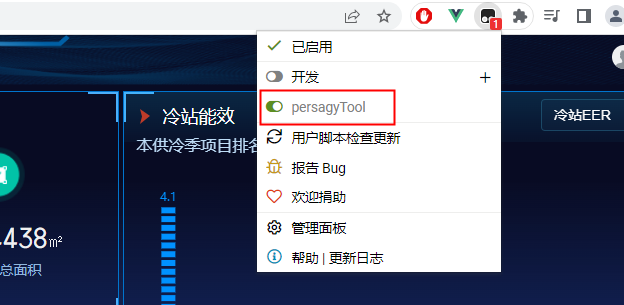 1
已启用
开发
persagyTool
用户脚本检查更新
报告 Bug
欢迎捐助
管理面板
帮助 | 更新日志
冷站能效
冷站EER
本供冷季项目排名
4.1
438m²
总面积